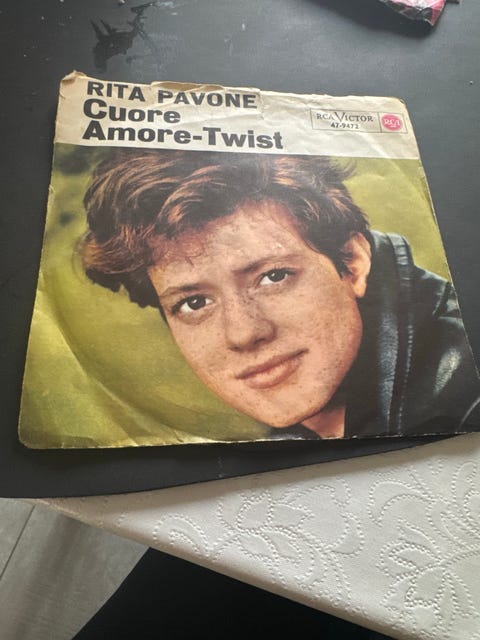 RITA PAVONE
Cuore
Amore-Twist
RCA VICTOR
47-9472
RCA